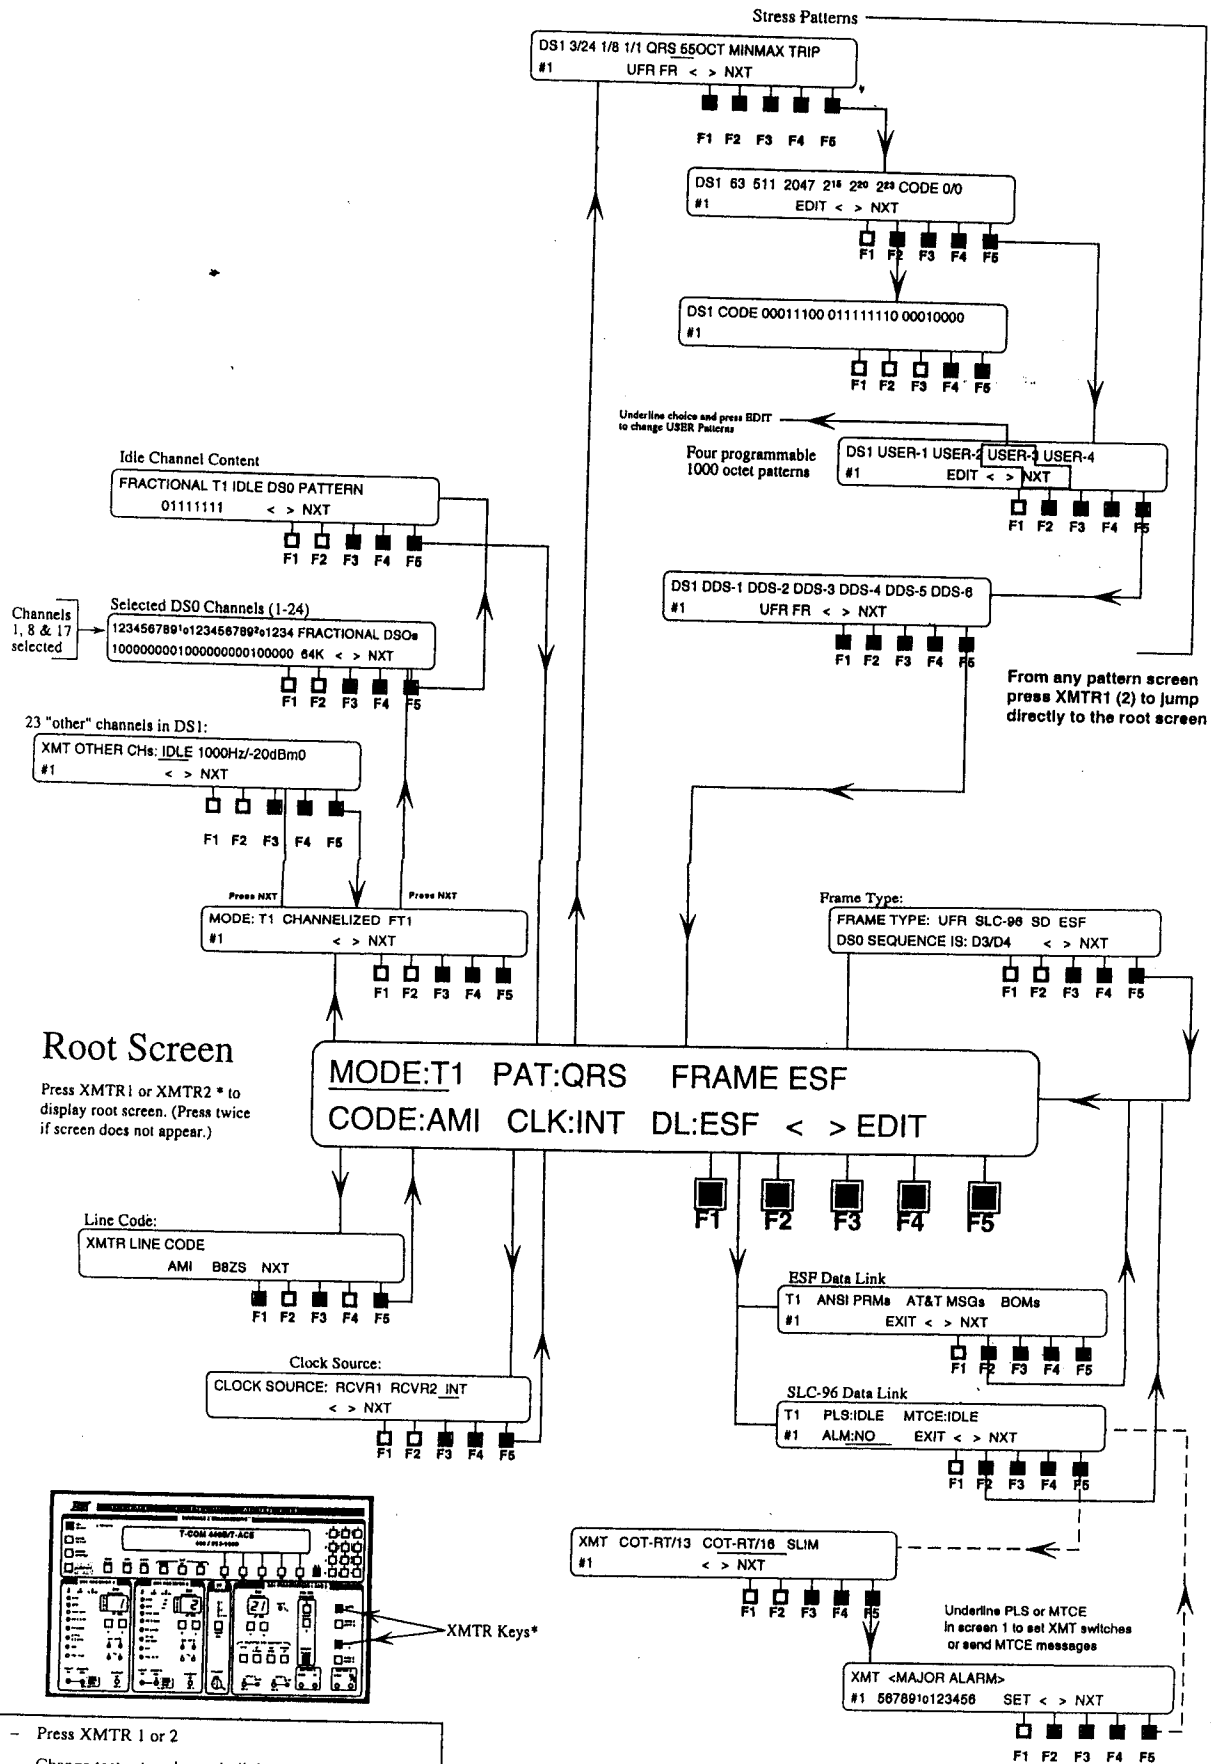 Stress Patterns
DS1 3/24 1/8 1/1 QRS 55OCT MINMAX TRIP
#1 UFR FR < > NXT
F1 F2 F3 F4 F5
DS1 63 511 2047 2¹⁵ 2²⁰ 2²³ CODE 0/0
#1 EDIT < > NXT
F1 F2 F3 F4 F5
DS1 CODE 00011100 011111110 00010000
#1
F1 F2 F3 F4 F5
Underline choice and press EDIT
to change USER Patterns
Four programmable
1000 octet patterns
DS1 USER-1 USER-2 USER-3 USER-4
#1 EDIT < > NXT
F1 F2 F3 F4 F5
Idle Channel Content
FRACTIONAL T1 IDLE DS0 PATTERN
01111111 < > NXT
F1 F2 F3 F4 F5
DS1 DDS-1 DDS-2 DDS-3 DDS-4 DDS-5 DDS-6
#1 UFR FR < > NXT
F1 F2 F3 F4 F5
Channels
1, 8 & 17
selected
Selected DS0 Channels (1-24)
123456789¹0123456789²01234 FRACTIONAL DSOs
100000000100000000100000 64K < > NXT
F1 F2 F3 F4 F5
From any pattern screen
press XMTR1 (2) to jump
directly to the root screen
23 "other" channels in DS1:
XMT OTHER CHs: IDLE 1000Hz/-20dBm0
#1 < > NXT
F1 F2 F3 F4 F5
Press NXT Press NXT
MODE: T1 CHANNELIZED FT1
#1 < > NXT
F1 F2 F3 F4 F5
Frame Type:
FRAME TYPE: UFR SLC-96 SD ESF
DS0 SEQUENCE IS: D3/D4 < > NXT
F1 F2 F3 F4 F5
Root Screen
Press XMTR1 or XMTR2 * to
display root screen. (Press twice
if screen does not appear.)
MODE:T1 PAT:QRS FRAME ESF
CODE:AMI CLK:INT DL:ESF < > EDIT
F1 F2 F3 F4 F5
Line Code:
XMTR LINE CODE
AMI B8ZS NXT
F1 F2 F3 F4 F5
ESF Data Link
T1 ANSI PRMs AT&T MSGs BOMs
#1 EXIT < > NXT
F1 F2 F3 F4 F5
Clock Source:
CLOCK SOURCE: RCVR1 RCVR2 INT
< > NXT
F1 F2 F3 F4 F5
SLC-96 Data Link
T1 PLS:IDLE MTCE:IDLE
#1 ALM:NO EXIT < > NXT
F1 F2 F3 F4 F5
XMT COT-RT/13 COT-RT/16 SLIM
#1 < > NXT
F1 F2 F3 F4 F5
Underline PLS or MTCE
in screen 1 to set XMT switches
or send MTCE messages
XMT <MAJOR ALARM>
#1 56789¹0123456 SET < > NXT
F1 F2 F3 F4 F5
T-COM 440B/T-ACE
1
2
21
XMTR Keys*
– Press XMTR 1 or 2